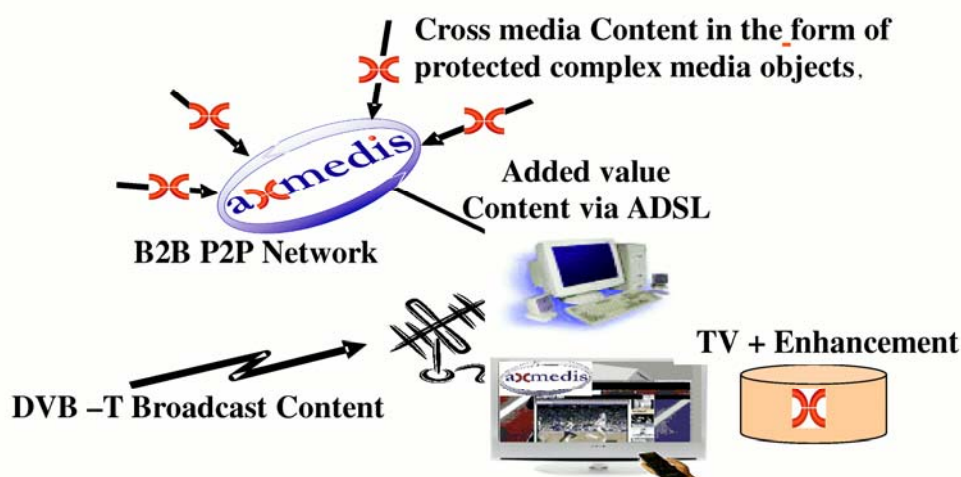 Cross media Content in the form of
protected complex media objects.
axmedis
Added value
Content via ADSL
B2B P2P Network
TV + Enhancement
axmedis
DVB –T Broadcast Content